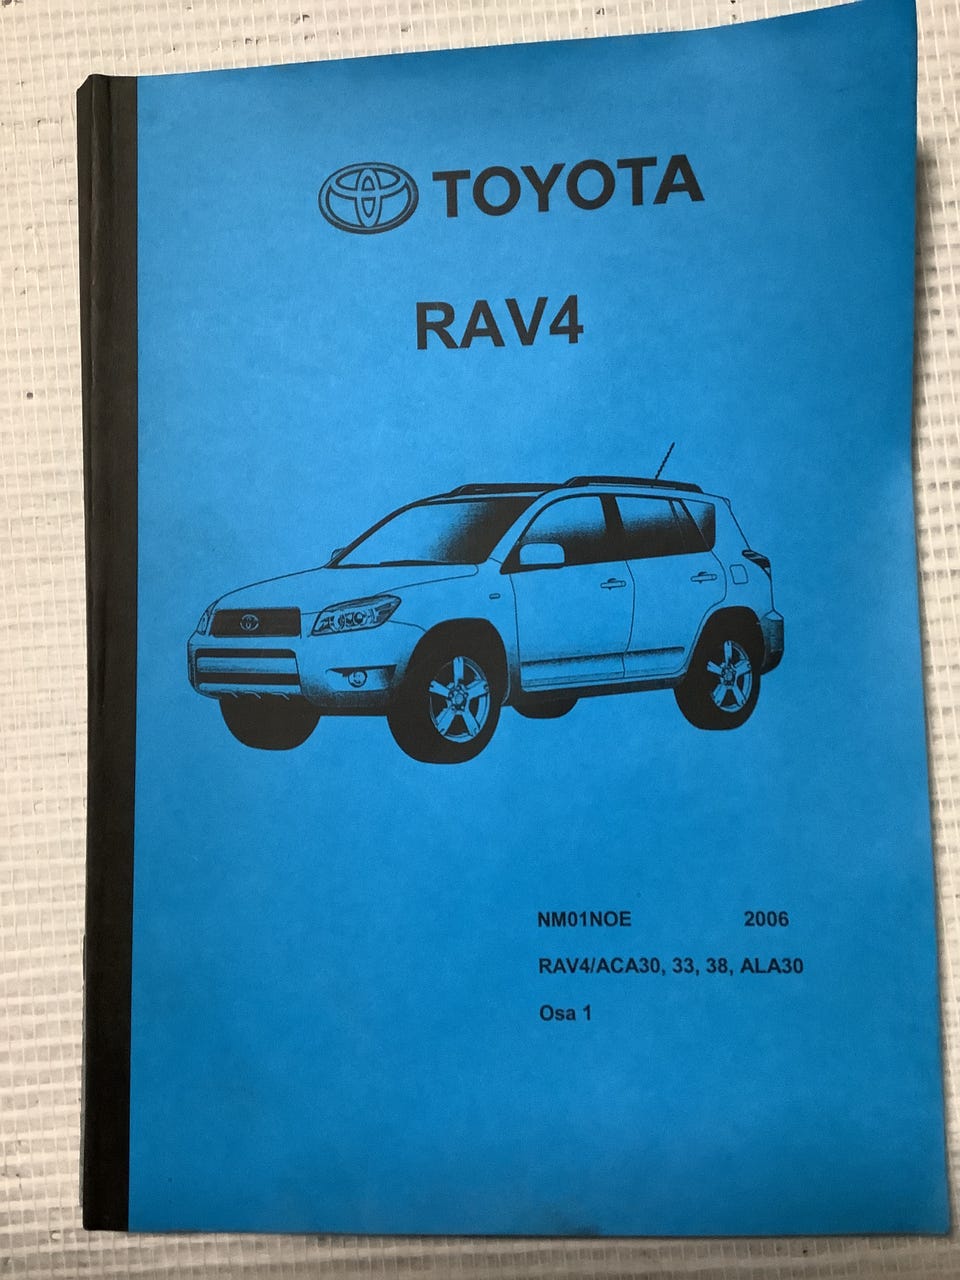 TOYOTA
RAV4
NM01NOE 2006
RAV4/ACA30, 33, 38, ALA30
Osa 1